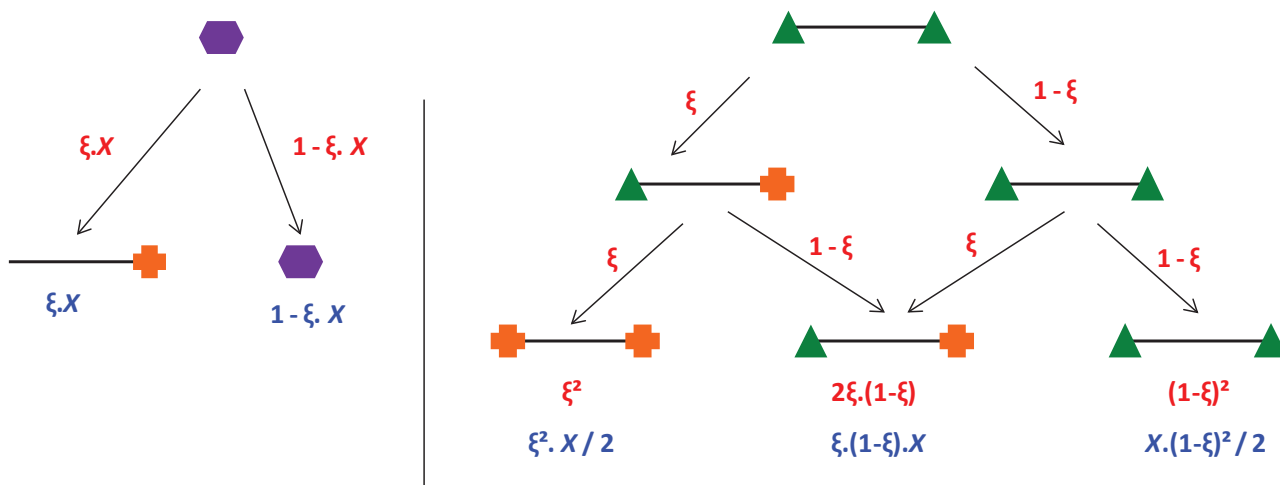 ξ.X
1 - ξ. X
ξ.X
1 - ξ. X
ξ
1 - ξ
ξ
1 - ξ
ξ
1 - ξ
ξ²
2ξ.(1-ξ)
(1-ξ)²
ξ². X / 2
ξ.(1-ξ).X
X.(1-ξ)² / 2